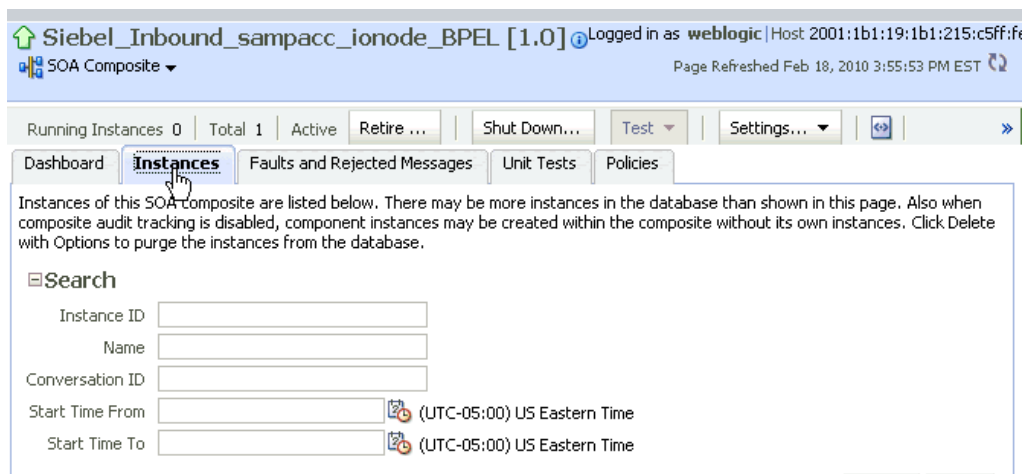 Siebel_Inbound_sampacc_ionode_BPEL [1.0] Logged in as weblogic|Host 2001:1b1:19:1b1:215:c5ff:fe
SOA Composite Page Refreshed Feb 18, 2010 3:55:53 PM EST
Running Instances 0 | Total 1 | Active Retire ... | Shut Down... Test | Settings... | | »
Dashboard Instances Faults and Rejected Messages Unit Tests Policies
Instances of this SOA composite are listed below. There may be more instances in the database than shown in this page. Also when
composite audit tracking is disabled, component instances may be created within the composite without its own instances. Click Delete
with Options to purge the instances from the database.
Search
Instance ID
Name
Conversation ID
Start Time From (UTC-05:00) US Eastern Time
Start Time To (UTC-05:00) US Eastern Time